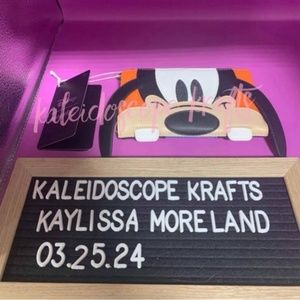 kaleidoscope krafts
KALEIDOSCOPE KRAFTS
KAYLISSA MORELAND
03.25.24